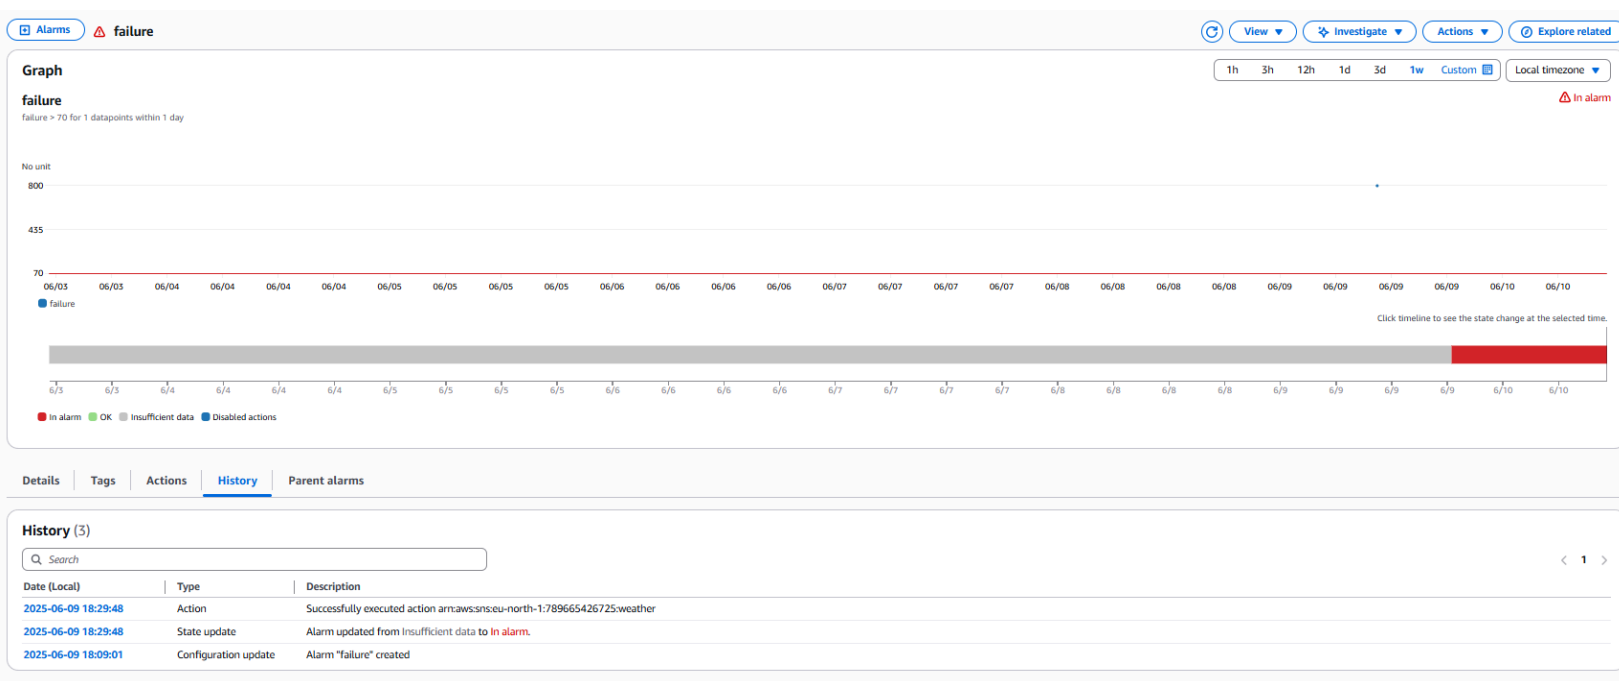 Alarms failure View Investigate Actions Explore related
Graph 1h 3h 12h 1d 3d 1w Custom Local timezone
failure In alarm
failure > 70 for 1 datapoints within 1 day
No unit
800
435
70
06/03 06/03 06/04 06/04 06/04 06/04 06/05 06/05 06/05 06/05 06/06 06/06 06/06 06/06 06/07 06/07 06/07 06/07 06/08 06/08 06/08 06/08 06/09 06/09 06/09 06/09 06/10 06/10
failure
Click timeline to see the state change at the selected time.
6/3 6/3 6/4 6/4 6/4 6/4 6/5 6/5 6/5 6/5 6/6 6/6 6/6 6/7 6/7 6/7 6/7 6/7 6/8 6/8 6/8 6/8 6/9 6/9 6/9 6/9 6/10 6/10
In alarm OK Insufficient data Disabled actions
Details Tags Actions History Parent alarms
History (3)
Search 1
Date (Local) Type Description
2025-06-09 18:29:48 Action Successfully executed action arn:aws:sns:eu-north-1:789665426725:weather
2025-06-09 18:29:48 State update Alarm updated from Insufficient data to In alarm.
2025-06-09 18:09:01 Configuration update Alarm "failure" created